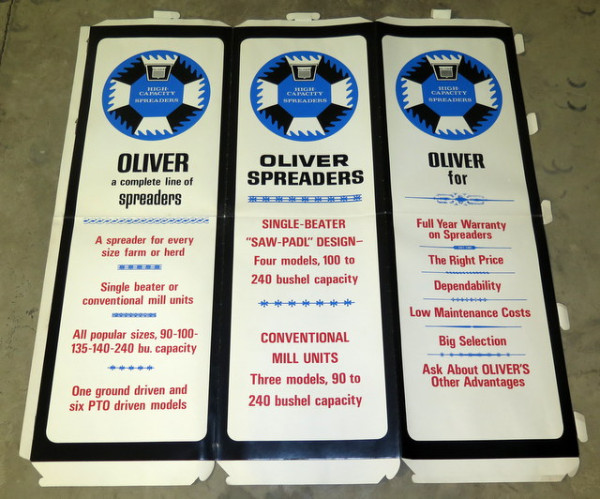 HIGH
CAPACITY
SPREADERS
OLIVER
a complete line of
spreaders
A spreader for every
size farm or herd
Single beater or
conventional mill units
All popular sizes, 90-100-
135-140-240 bu. capacity
One ground driven and
six PTO driven models
HIGH
CAPACITY
SPREADERS
OLIVER
SPREADERS
SINGLE-BEATER
"SAW-PADL" DESIGN—
Four models, 100 to
240 bushel capacity
CONVENTIONAL
MILL UNITS
Three models, 90 to
240 bushel capacity
HIGH
CAPACITY
SPREADERS
OLIVER
for
Full Year Warranty
on Spreaders
The Right Price
Dependability
Low Maintenance Costs
Big Selection
Ask About OLIVER'S
Other Advantages